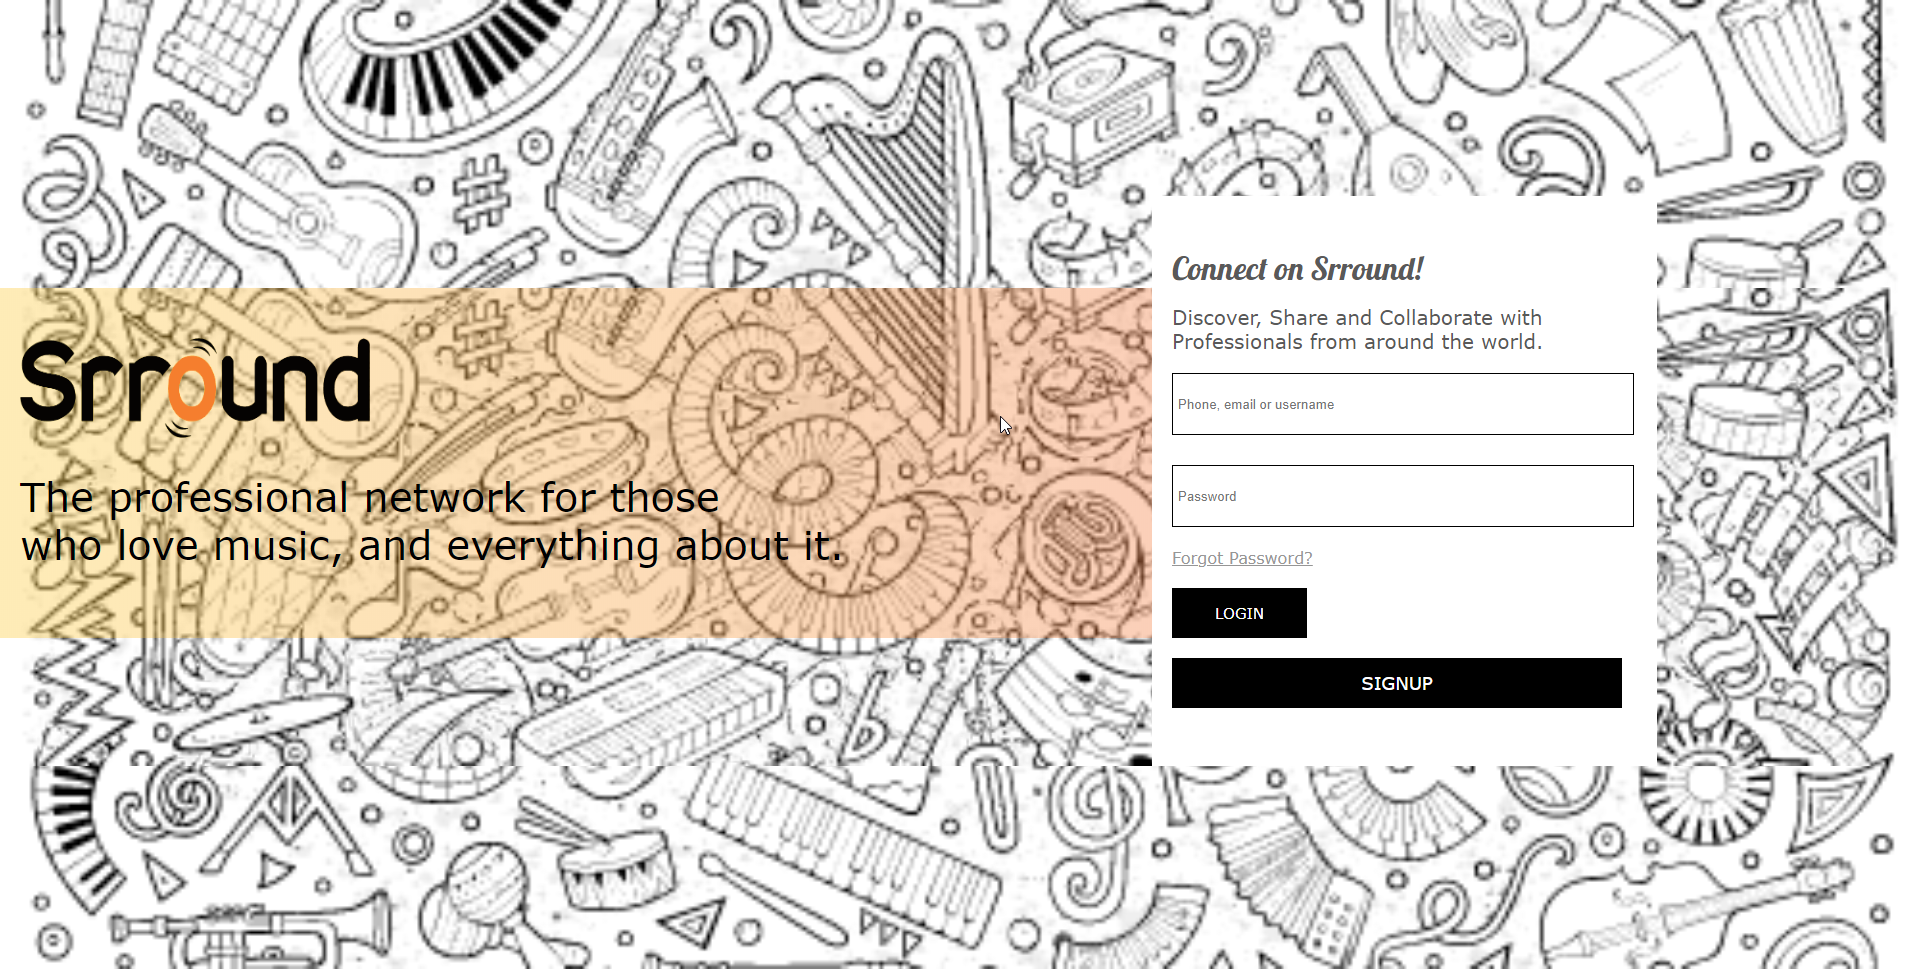 Srround
The professional network for those
who love music, and everything about it.
Connect on Srround!
Discover, Share and Collaborate with
Professionals from around the world.
Phone, email or username
Password
Forgot Password?
LOGIN
SIGNUP